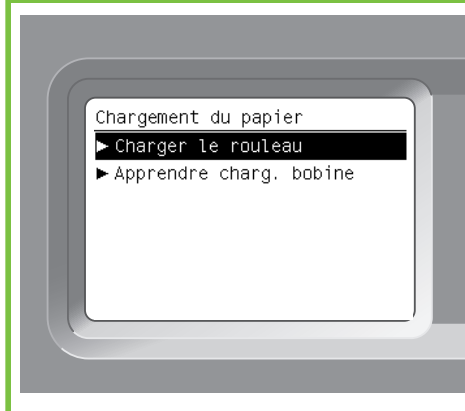 Chargement du papier
► Charger le rouleau
► Apprendre charg. bobine